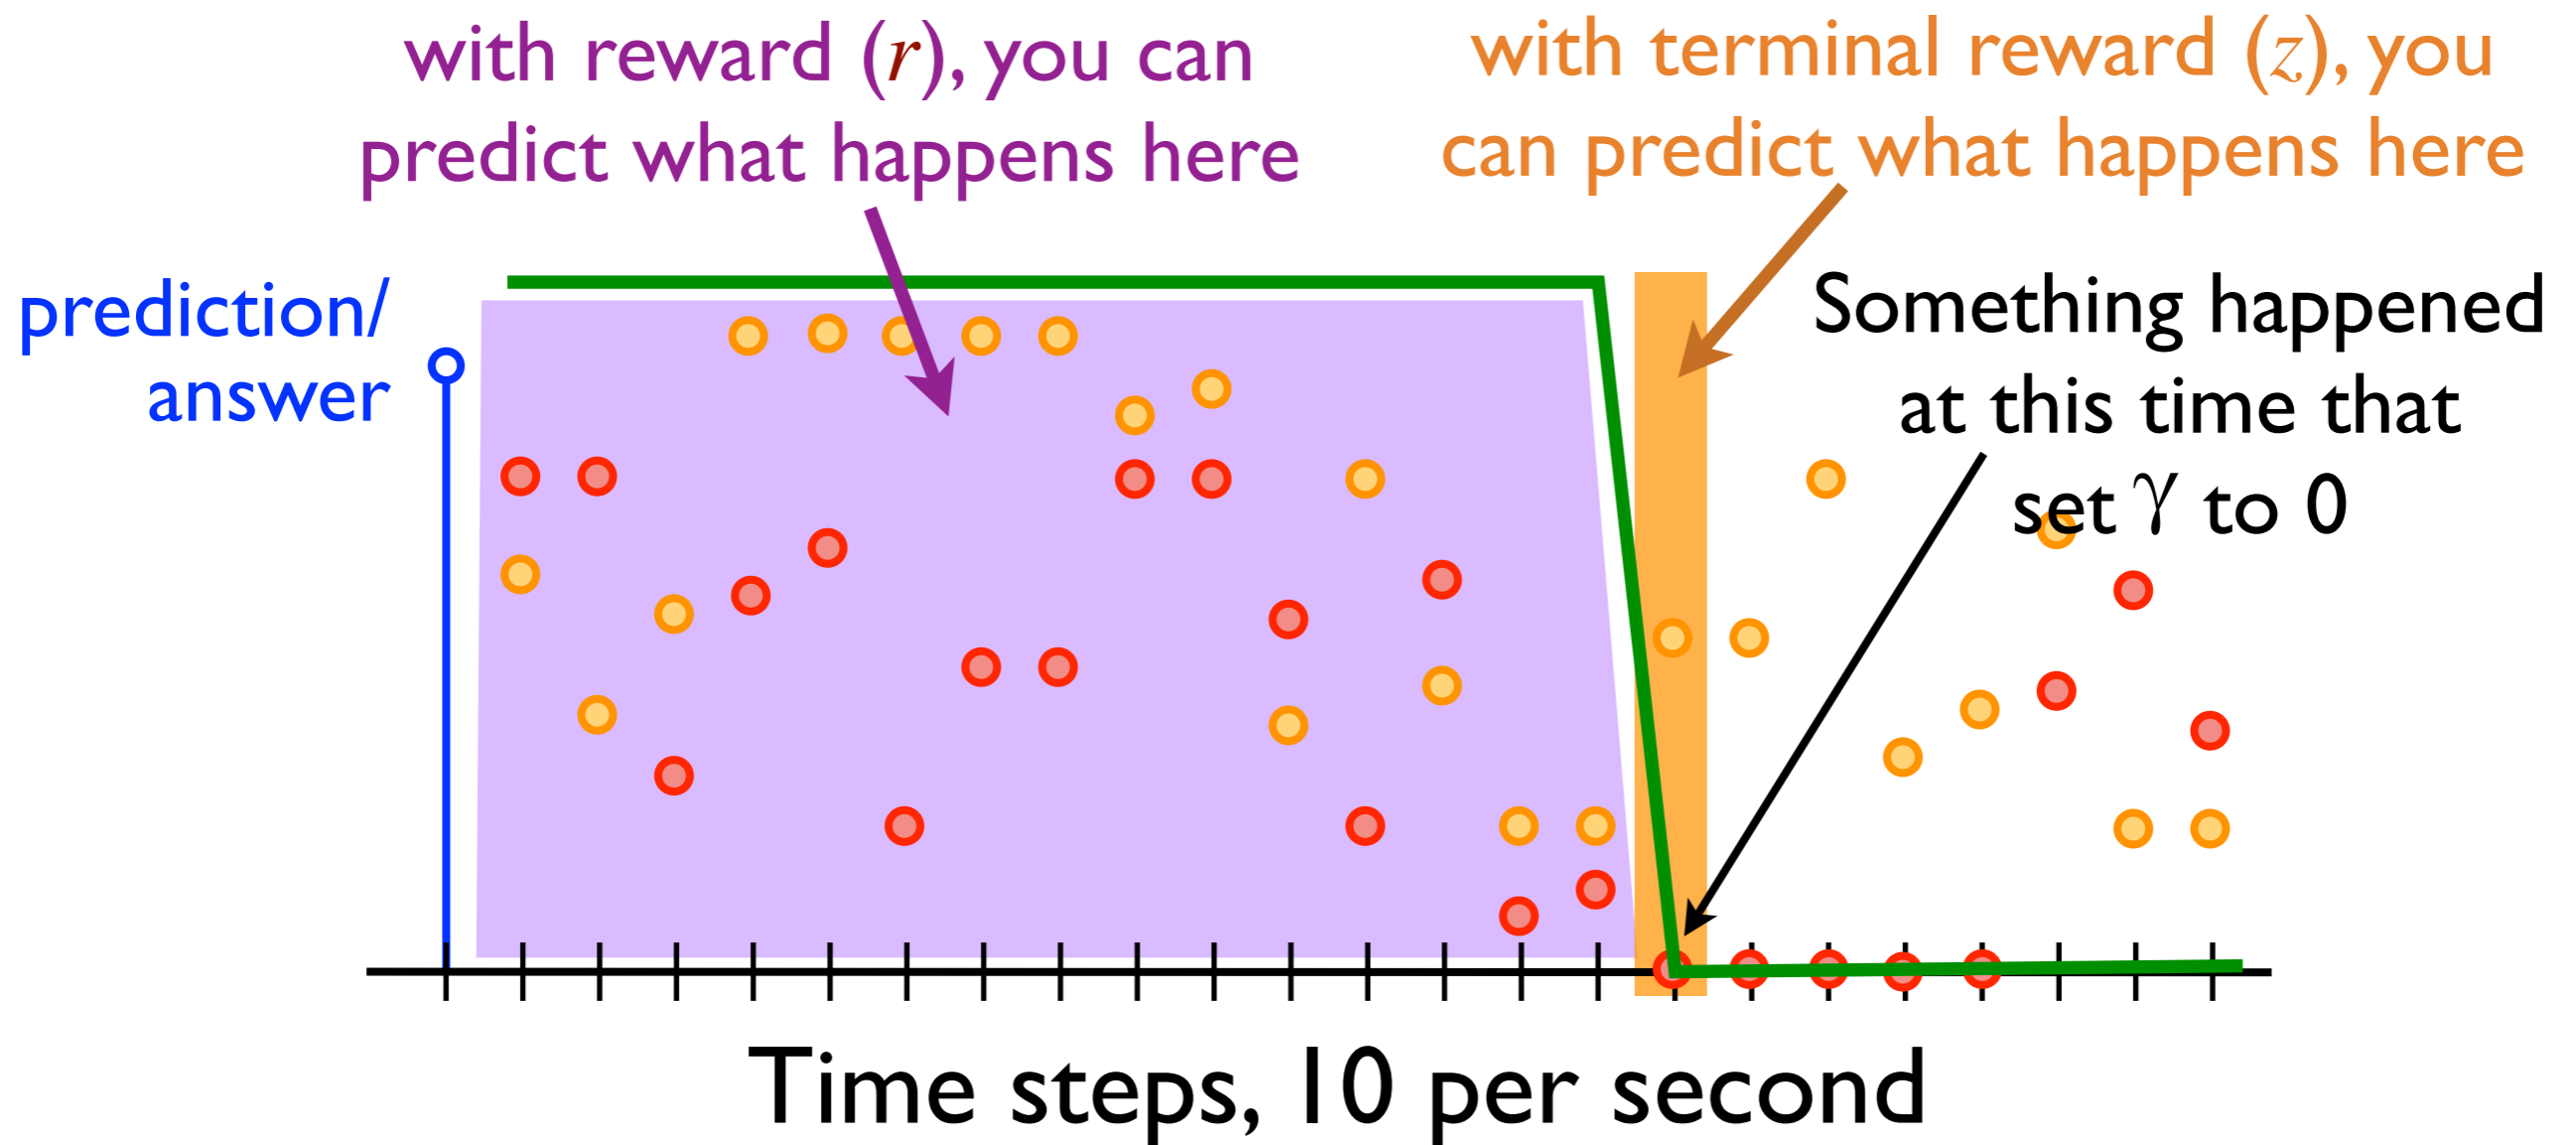 with reward (r), you can
predict what happens here
with terminal reward (z), you
can predict what happens here
prediction/
answer
Something happened
at this time that
set γ to 0
Time steps, 10 per second